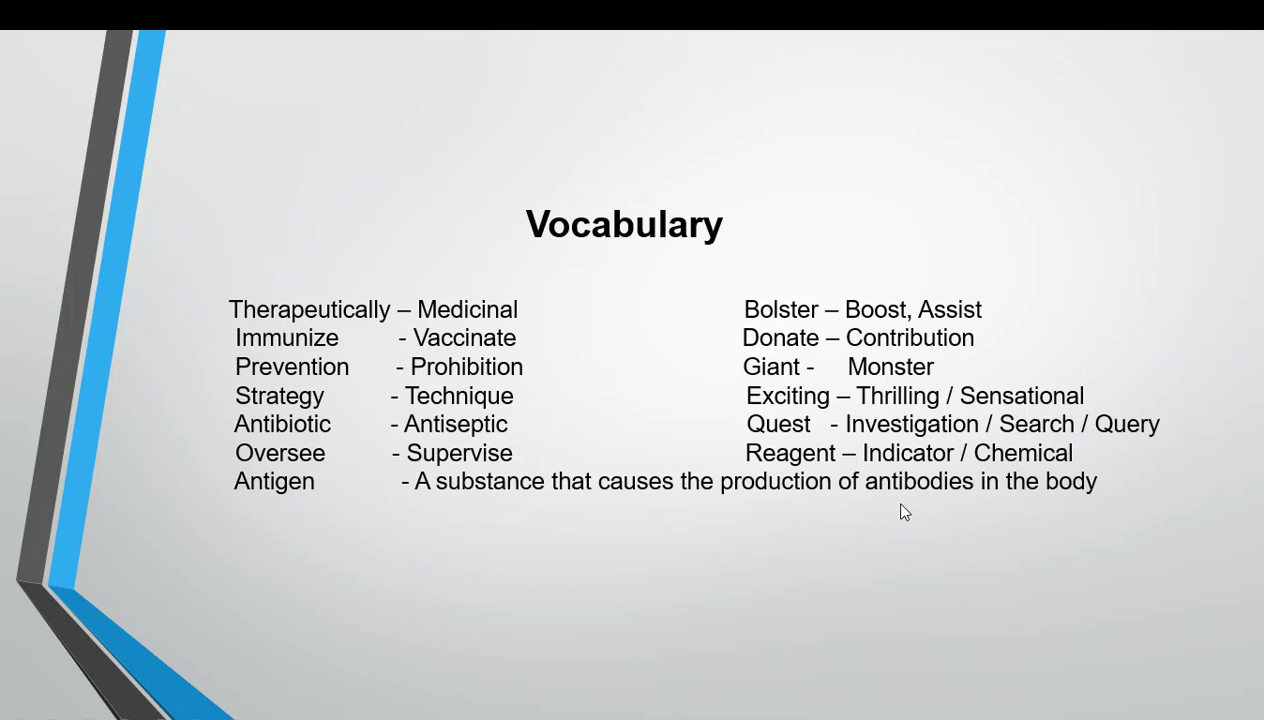 Vocabulary
Therapeutically – Medicinal Bolster – Boost, Assist
Immunize - Vaccinate Donate – Contribution
Prevention - Prohibition Giant - Monster
Strategy - Technique Exciting – Thrilling / Sensational
Antibiotic - Antiseptic Quest - Investigation / Search / Query
Oversee - Supervise Reagent – Indicator / Chemical
Antigen - A substance that causes the production of antibodies in the body